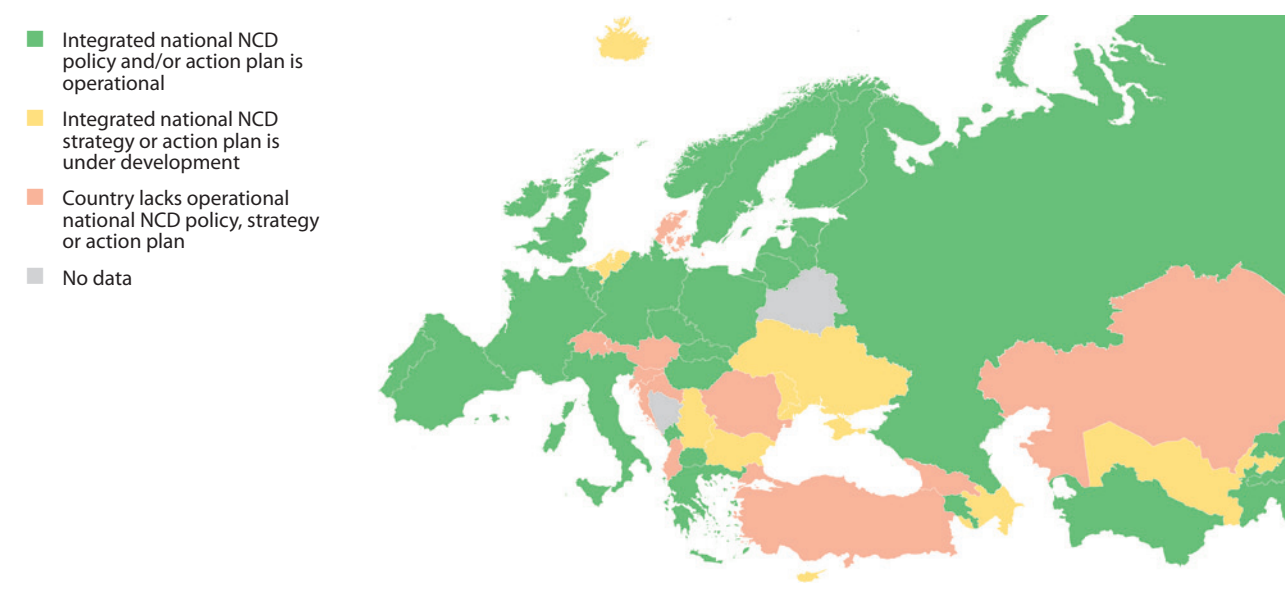 Integrated national NCD
policy and/or action plan is
operational
Integrated national NCD
strategy or action plan is
under development
Country lacks operational
national NCD policy, strategy
or action plan
No data